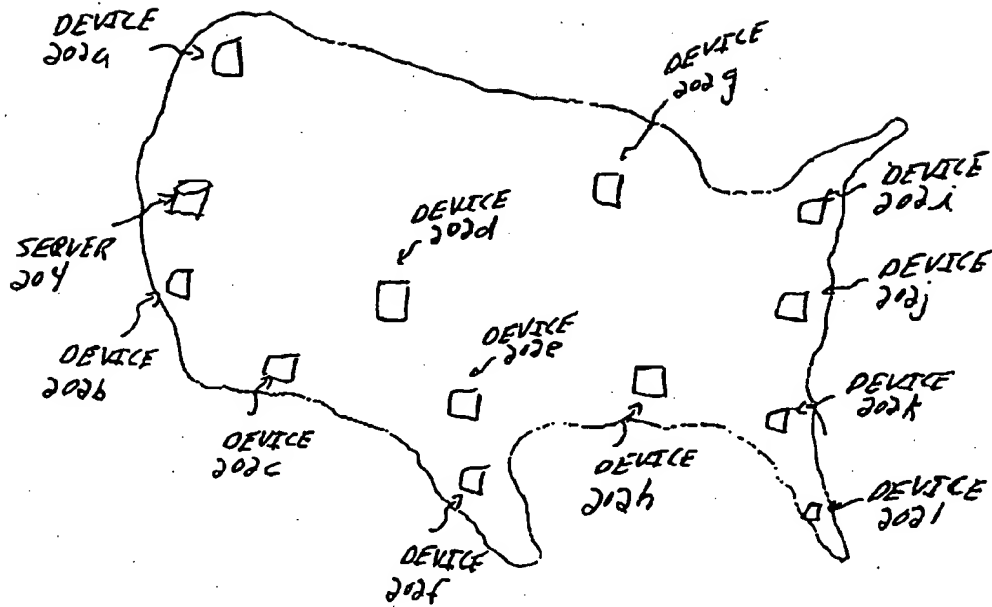 DEVICE
202a
DEVICE
202g
DEVICE
202i
DEVICE
202d
SERVER
204
DEVICE
202j
DEVICE
202e
DEVICE
202b
DEVICE
202k
DEVICE
202c
DEVICE
202h
DEVICE
202l
DEVICE
202f